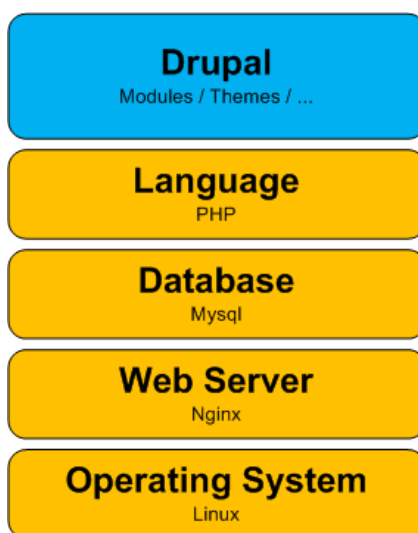 Drupal
Modules / Themes / ...
Language
PHP
Database
Mysql
Web Server
Nginx
Operating System
Linux